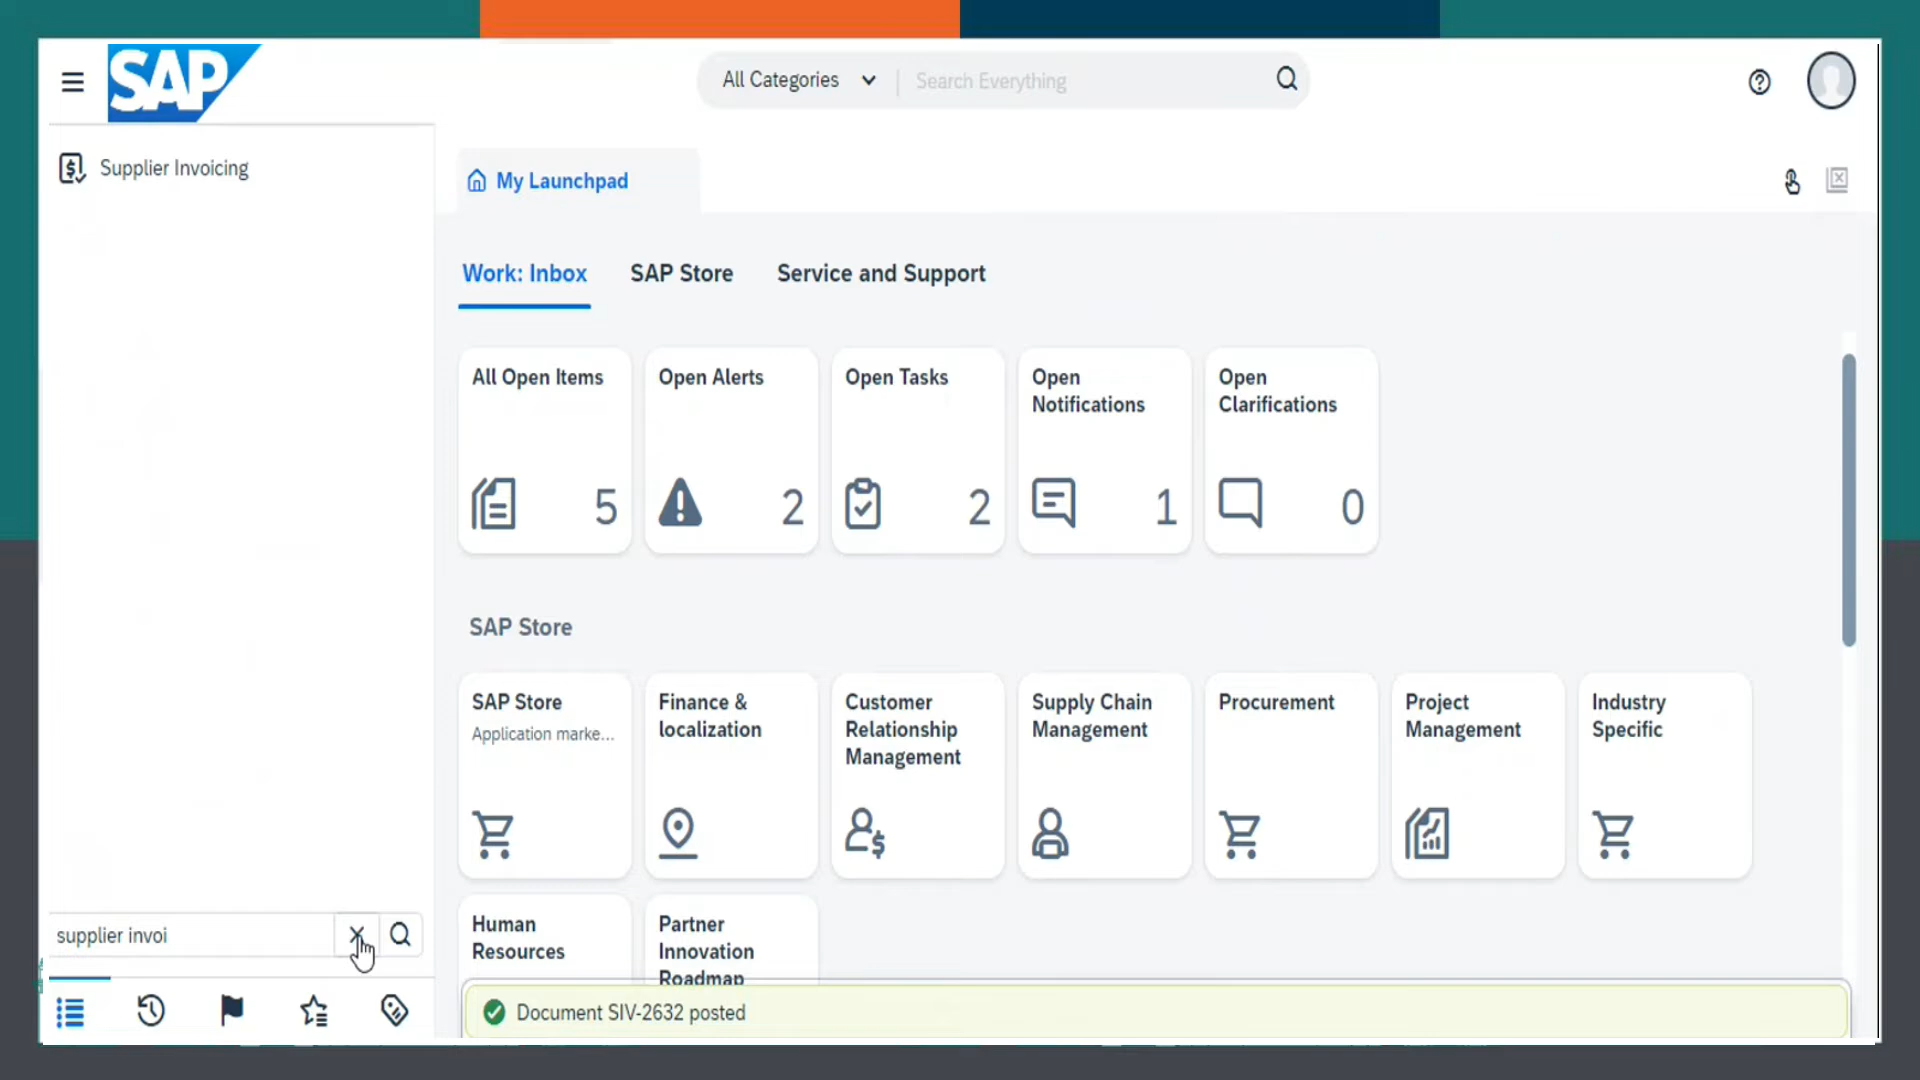 SAP
All Categories
Search Everything
Supplier Invoicing
My Launchpad
Work: Inbox
SAP Store
Service and Support
All Open Items
5
Open Alerts
2
Open Tasks
2
Open
Notifications
1
Open
Clarifications
0
SAP Store
SAP Store
Application marke...
Finance &
localization
Customer
Relationship
Management
Supply Chain
Management
Procurement
Project
Management
Industry
Specific
Human
Resources
Partner
Innovation
Roadmap
supplier invoi
Document SIV-2632 posted